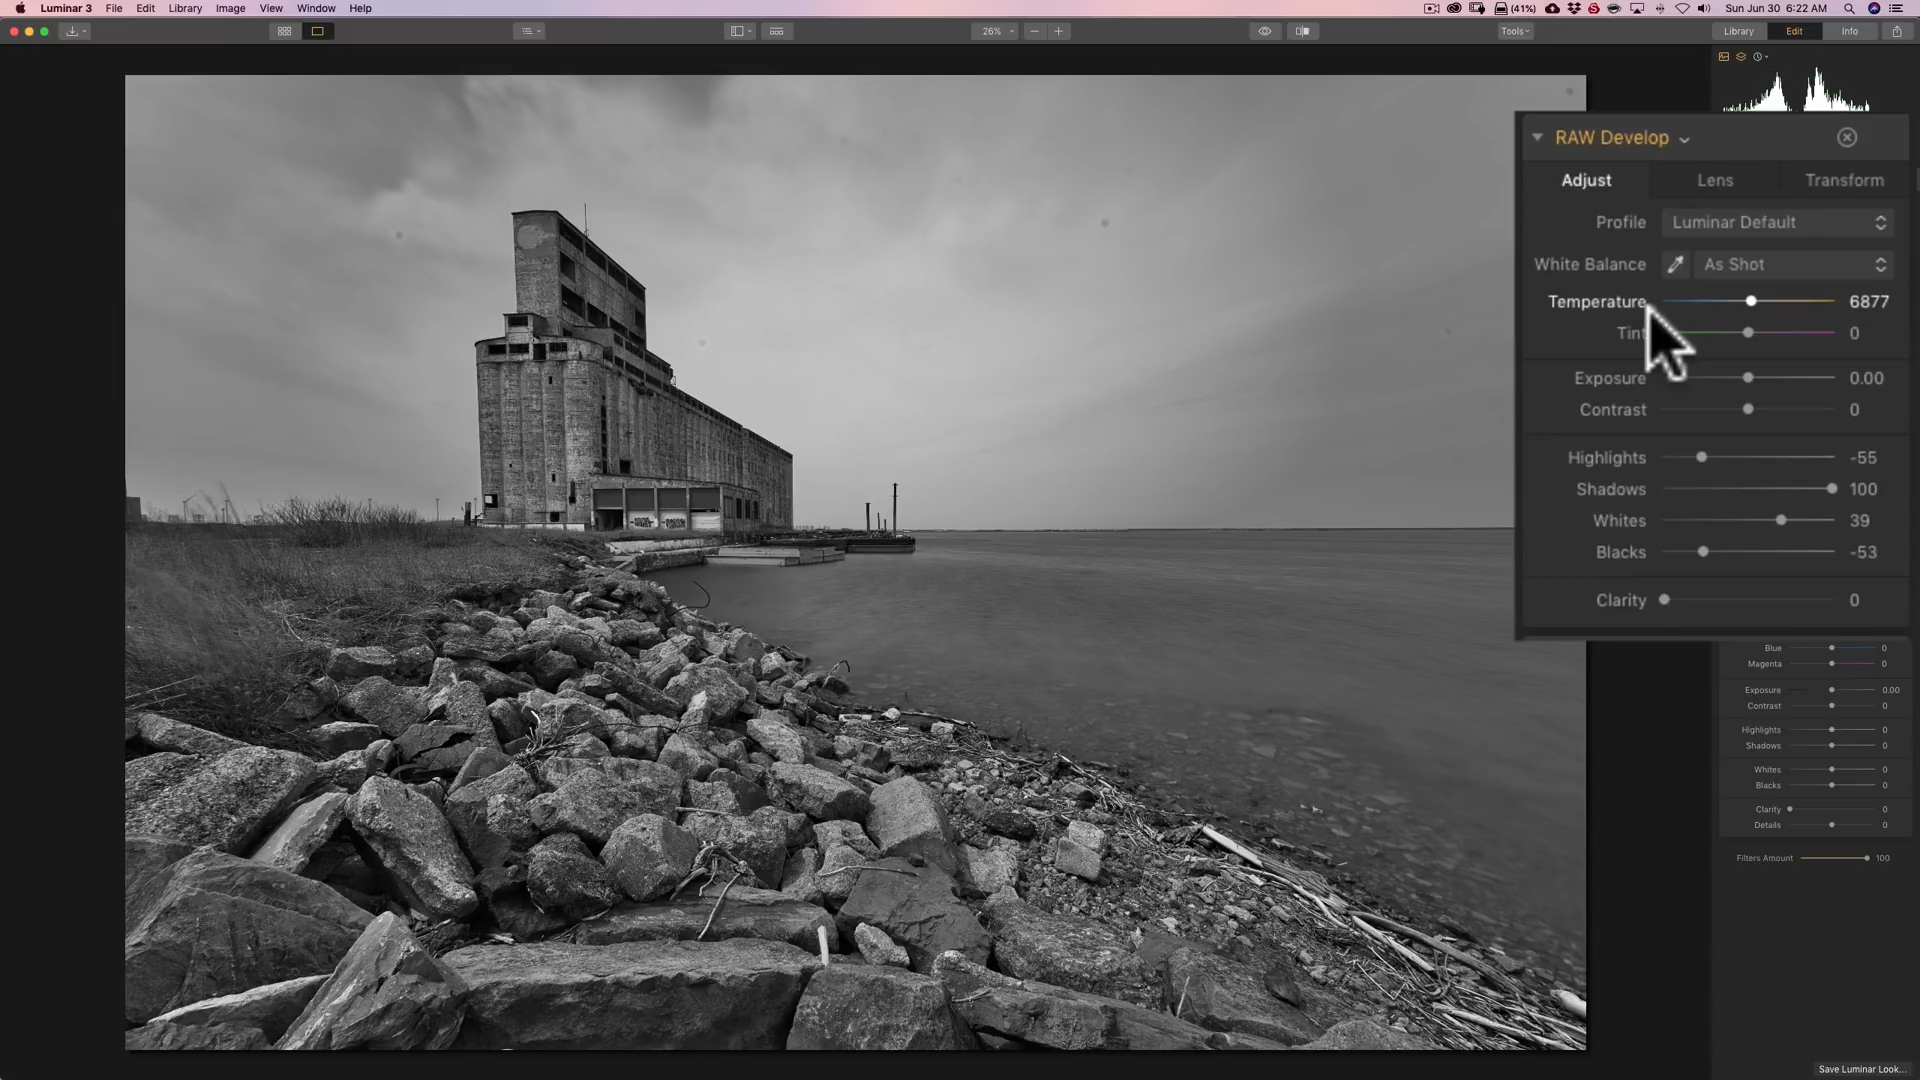 Luminar 3 File Edit Library Image View Window Help (41%) Sun Jun 30 6:22 AM
26% Tools Library Edit Info
RAW Develop
Adjust Lens Transform
Profile Luminar Default
White Balance As Shot
Temperature 6877
Tint 0
Exposure 0.00
Contrast 0
Highlights -55
Shadows 100
Whites 39
Blacks -53
Clarity 0
Blue 0
Magenta 0
Exposure 0.00
Contrast 0
Highlights 0
Shadows 0
Whites 0
Blacks 0
Clarity 0
Details 0
Filters Amount 100
Save Luminar Look...